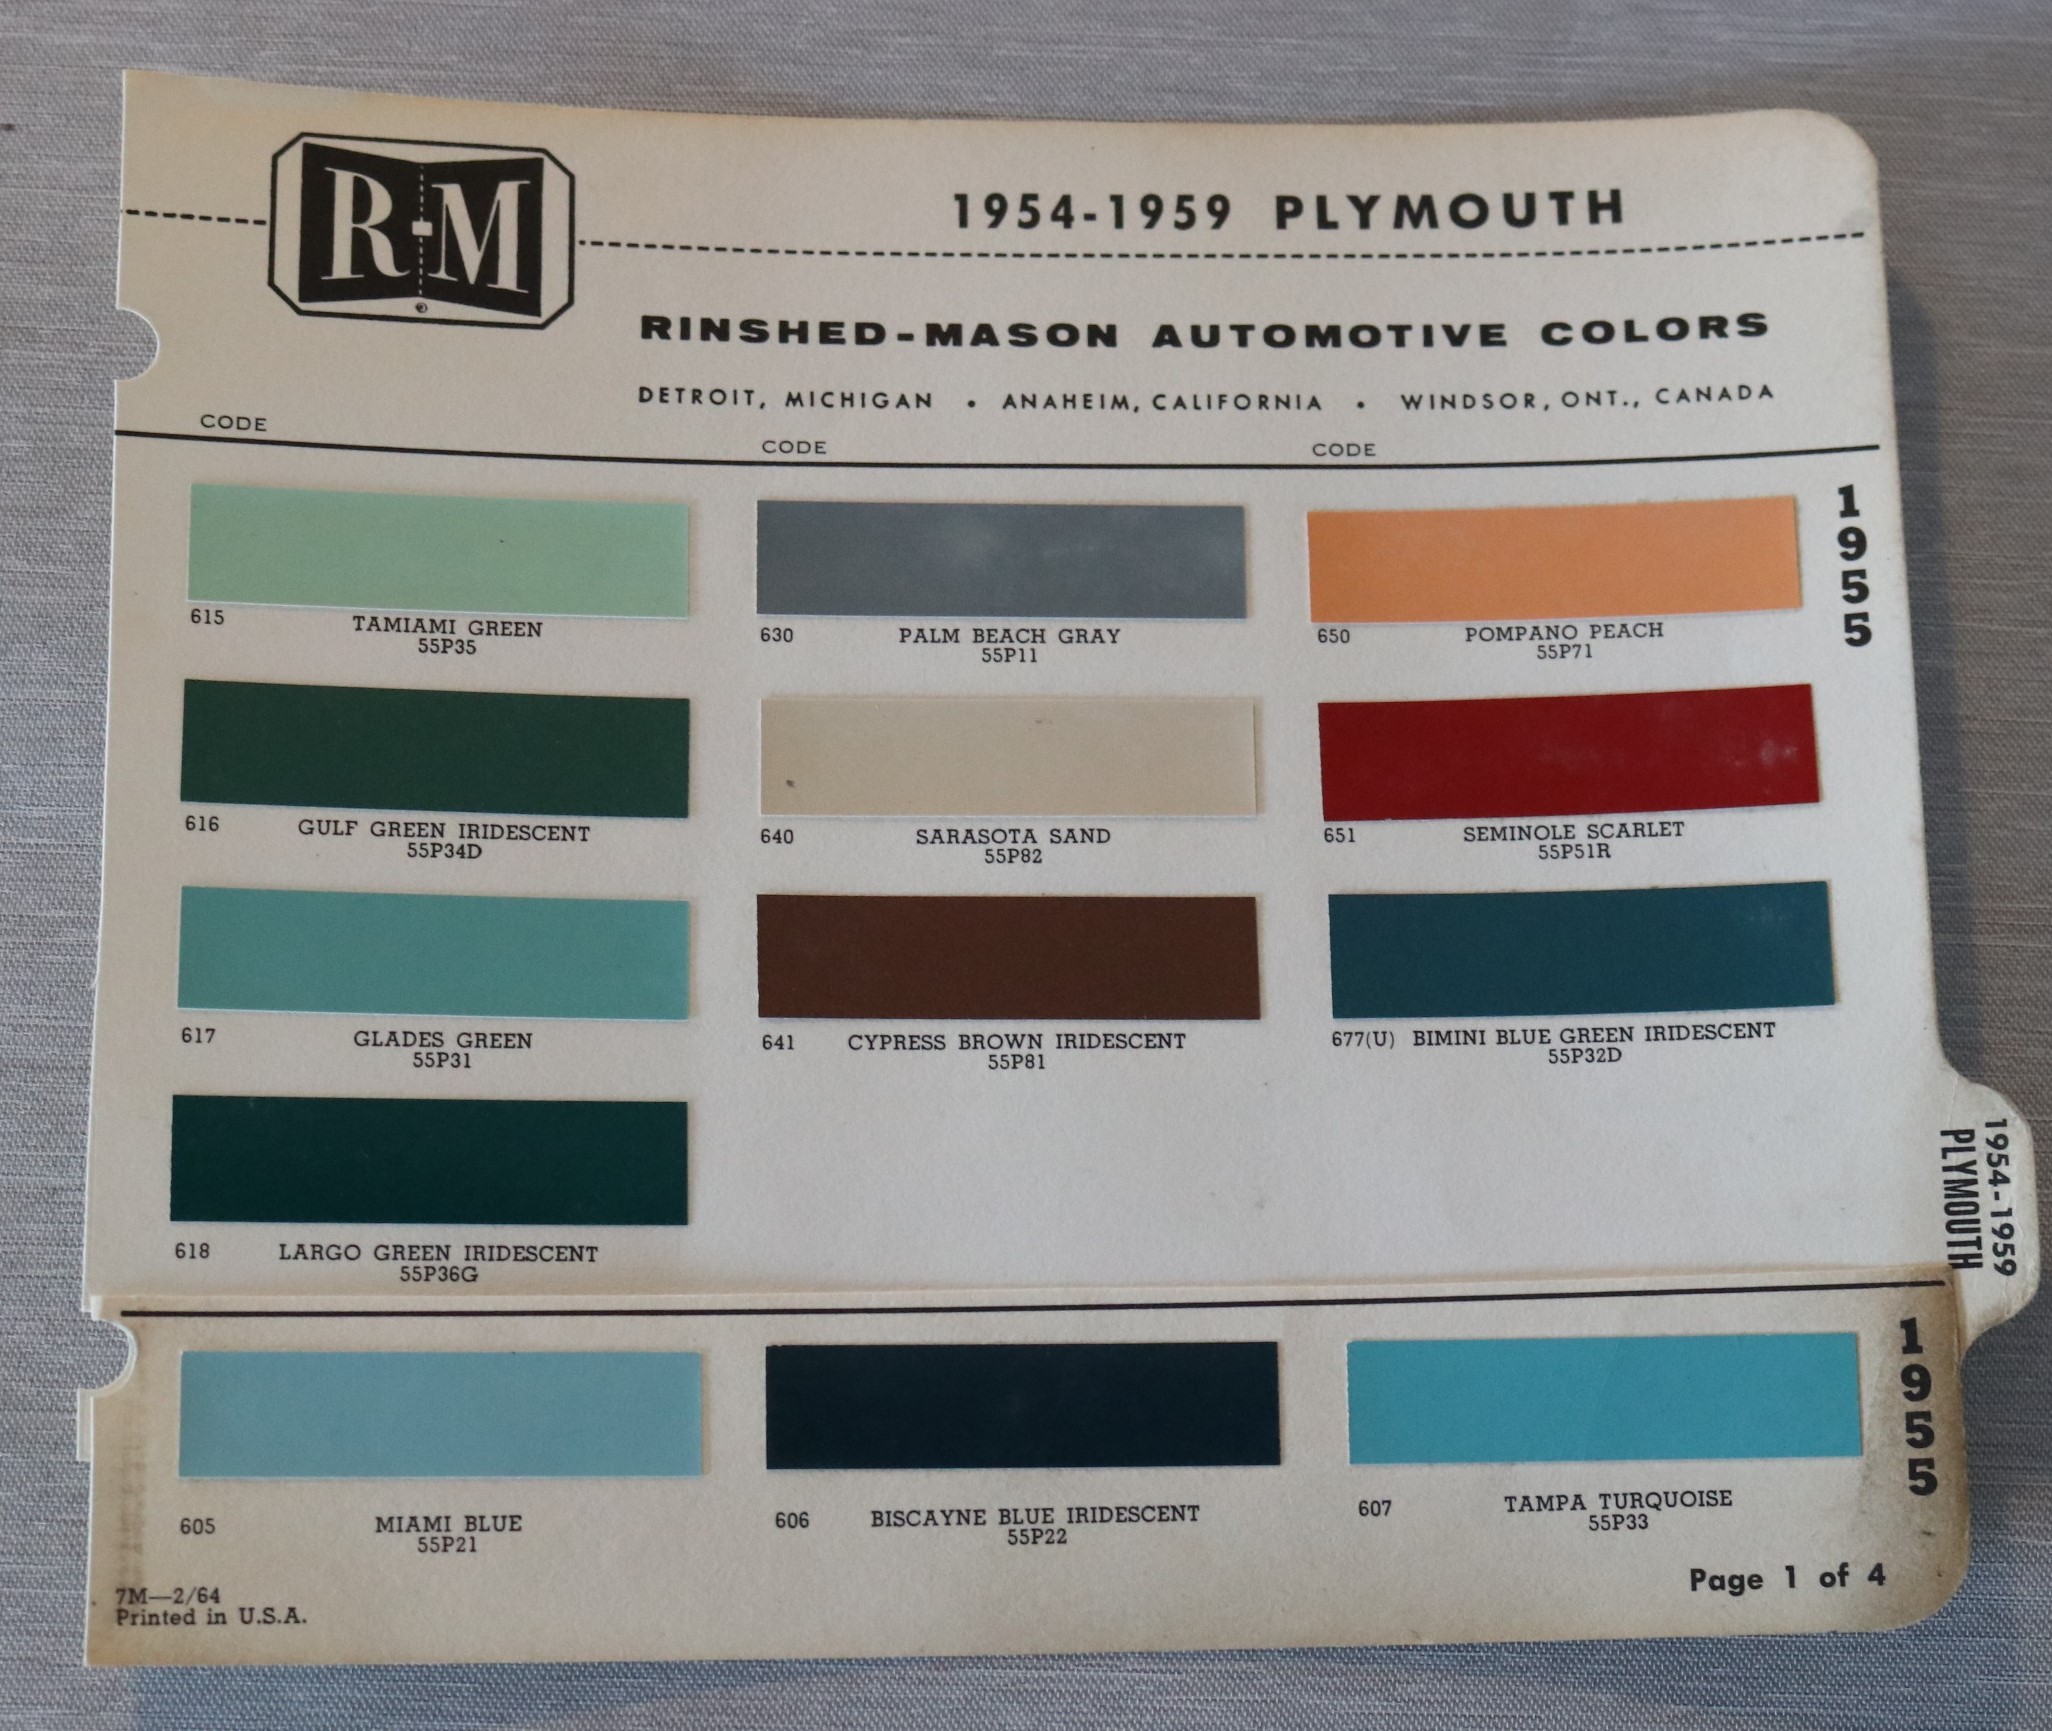 R-M
1954-1959 PLYMOUTH
RINSHED-MASON AUTOMOTIVE COLORS
DETROIT, MICHIGAN • ANAHEIM, CALIFORNIA • WINDSOR, ONT., CANADA
CODE CODE CODE
1955
615 TAMIAMI GREEN
55P35
630 PALM BEACH GRAY
55P11
650 POMPANO PEACH
55P71
616 GULF GREEN IRIDESCENT
55P34D
640 SARASOTA SAND
55P82
651 SEMINOLE SCARLET
55P51R
617 GLADES GREEN
55P31
641 CYPRESS BROWN IRIDESCENT
55P81
677(U) BIMINI BLUE GREEN IRIDESCENT
55P32D
618 LARGO GREEN IRIDESCENT
55P36G
1954-1959
PLYMOUTH
1955
605 MIAMI BLUE
55P21
606 BISCAYNE BLUE IRIDESCENT
55P22
607 TAMPA TURQUOISE
55P33
7M—2/64
Printed in U.S.A.
Page 1 of 4